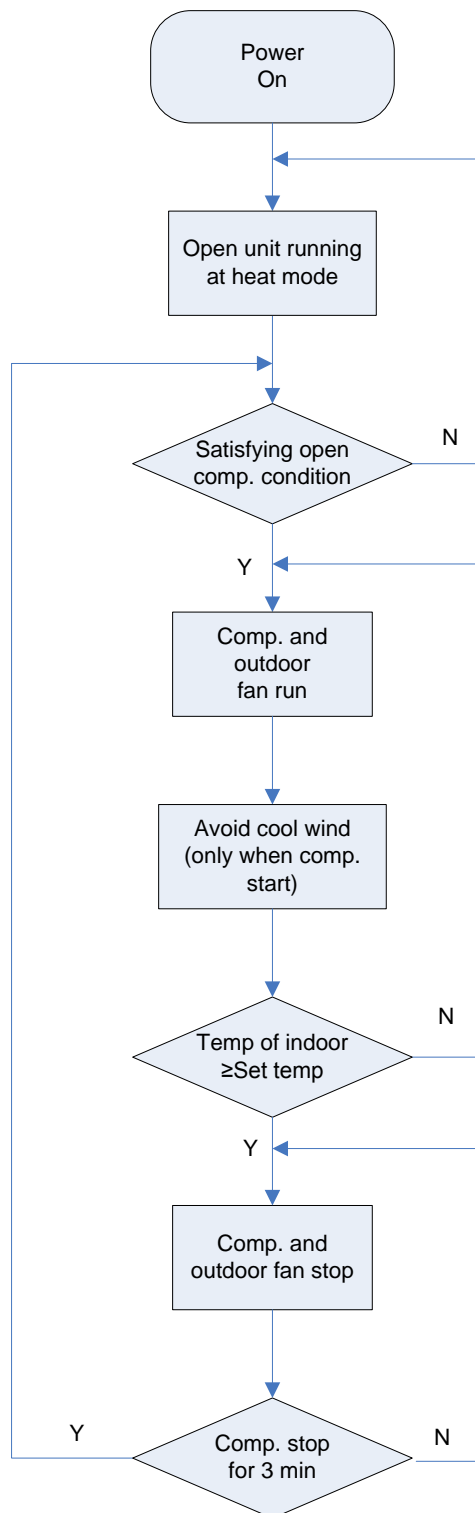 Power
On
Open unit running
at heat mode
Satisfying open
comp. condition
N
Y
Comp. and
outdoor
fan run
Avoid cool wind
(only when comp.
start)
Temp of indoor
≥Set temp
N
Y
Comp. and
outdoor fan stop
Y
Comp. stop
for 3 min
N